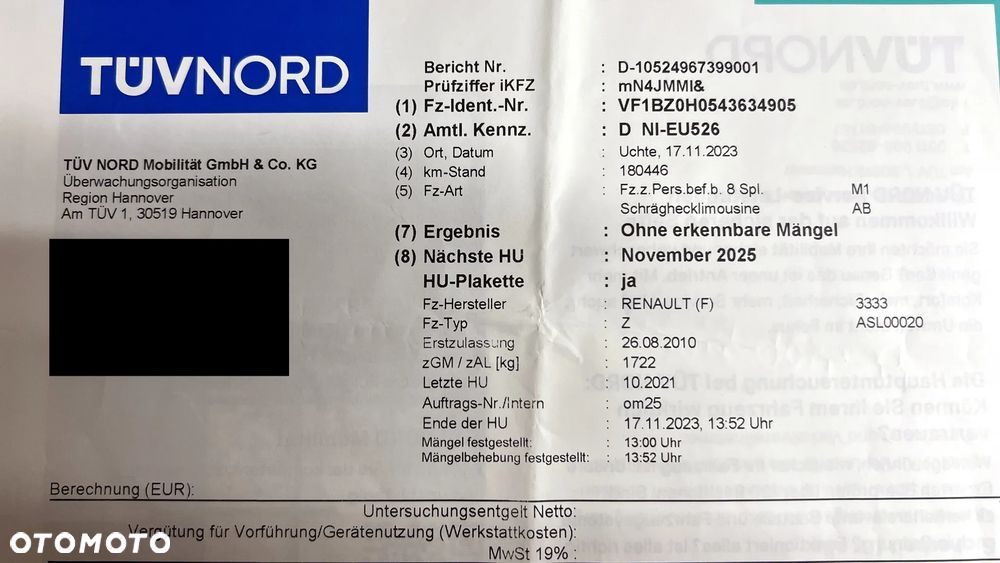 TÜVNORD
TÜV NORD Mobilität GmbH & Co. KG
Überwachungsorganisation
Region Hannover
Am TÜV 1, 30519 Hannover
Bericht Nr. : D-10524967399001
Prüfziffer iKFZ : mN4JMMI&
(1) Fz-Ident.-Nr. : VF1BZ0H0543634905
(2) Amtl. Kennz. : D NI-EU526
(3) Ort, Datum : Uchte, 17.11.2023
(4) km-Stand : 180446
(5) Fz-Art : Fz.z.Pers.bef.b. 8 Spl. M1
Schräghecklimousine AB
(7) Ergebnis : Ohne erkennbare Mängel
(8) Nächste HU : November 2025
HU-Plakette : ja
Fz-Hersteller : RENAULT (F) 3333
Fz-Typ : Z ASL00020
Erstzulassung : 26.08.2010
zGM / zAL [kg] : 1722
Letzte HU : 10.2021
Auftrags-Nr./Intern : om25
Ende der HU : 17.11.2023, 13:52 Uhr
Mängel festgestellt: : 13:00 Uhr
Mängelbehebung festgestellt: : 13:52 Uhr
Berechnung (EUR):
Untersuchungsentgelt Netto:
Vergütung für Vorführung/Gerätenutzung (Werkstattkosten):
MwSt 19% :
OTOMOTO